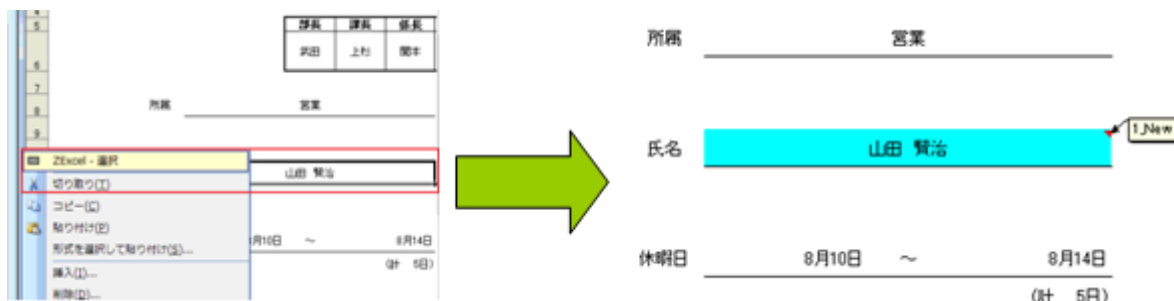 5
部長 課長 係長
武田 上杉 関本
6
7
8
所属 営業
9
ZExcel - 選択
山田 賢治
切り取り(T)
コピー(C)
貼り付け(P)
形式を選択して貼り付け(S)...
月10日 ～ 8月14日
(計 5日)
挿入(I)...
削除(D)...
所属 営業
氏名 山田 賢治
1_New
休暇日 8月10日 ～ 8月14日
(計 5日)